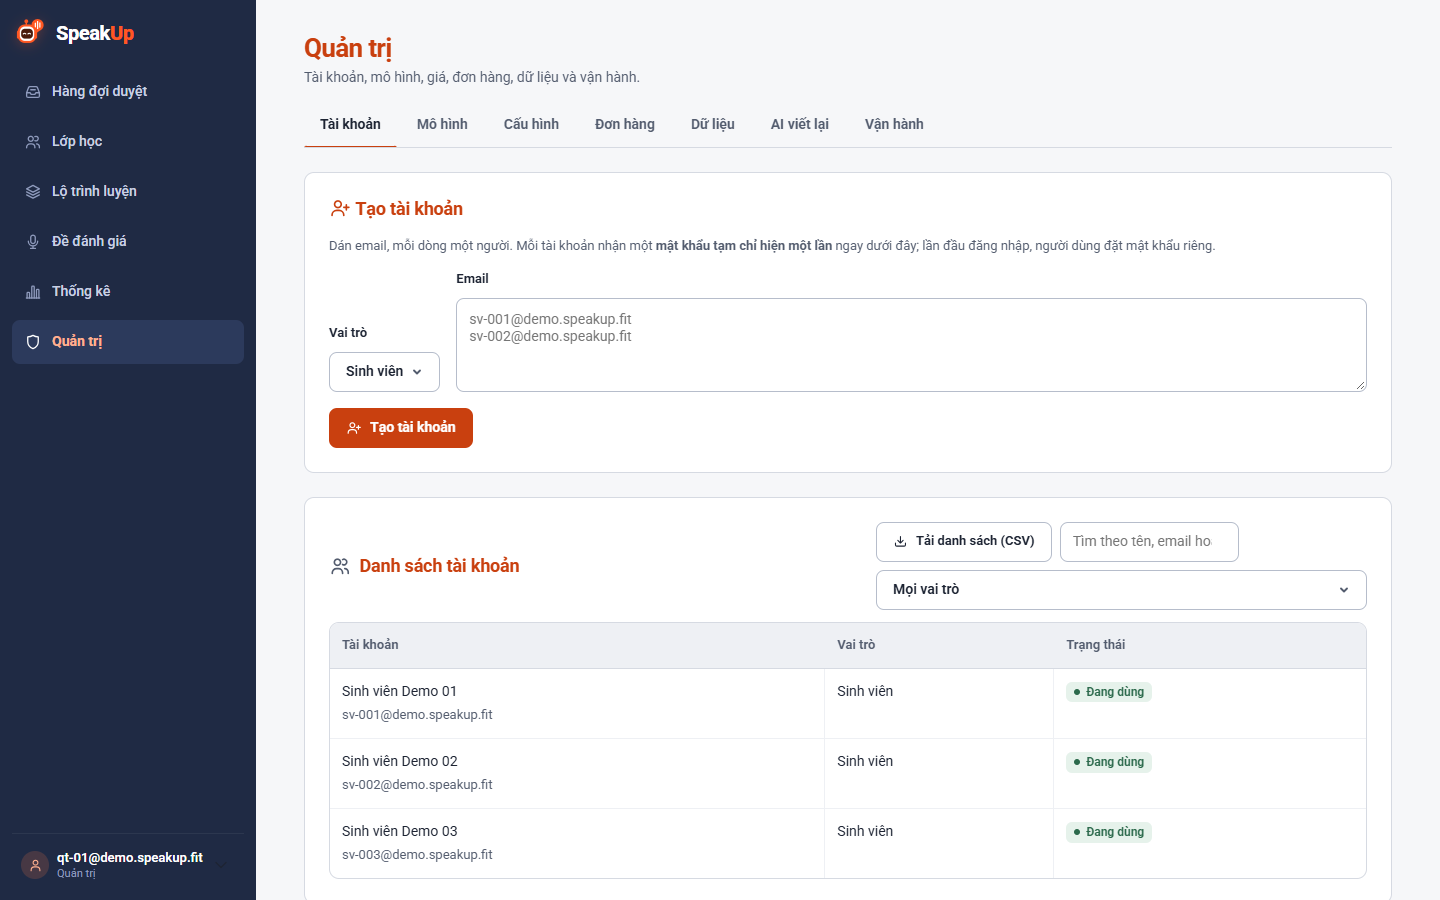 SpeakUp
Hàng đợi duyệt
Lớp học
Lộ trình luyện
Đề đánh giá
Thống kê
Quản trị
qt-01@demo.speakup.fit
Quản trị
Quản trị
Tài khoản, mô hình, giá, đơn hàng, dữ liệu và vận hành.
Tài khoản
Mô hình
Cấu hình
Đơn hàng
Dữ liệu
AI viết lại
Vận hành
Tạo tài khoản
Dán email, mỗi dòng một người. Mỗi tài khoản nhận một mật khẩu tạm chỉ hiện một lần ngay dưới đây; lần đầu đăng nhập, người dùng đặt mật khẩu riêng.
Vai trò
Sinh viên
Email
sv-001@demo.speakup.fit
sv-002@demo.speakup.fit
Tạo tài khoản
Danh sách tài khoản
Tải danh sách (CSV)
Tìm theo tên, email ho
Mọi vai trò
Tài khoản Vai trò Trạng thái
Sinh viên Demo 01 Sinh viên Đang dùng
sv-001@demo.speakup.fit
Sinh viên Demo 02 Sinh viên Đang dùng
sv-002@demo.speakup.fit
Sinh viên Demo 03 Sinh viên Đang dùng
sv-003@demo.speakup.fit